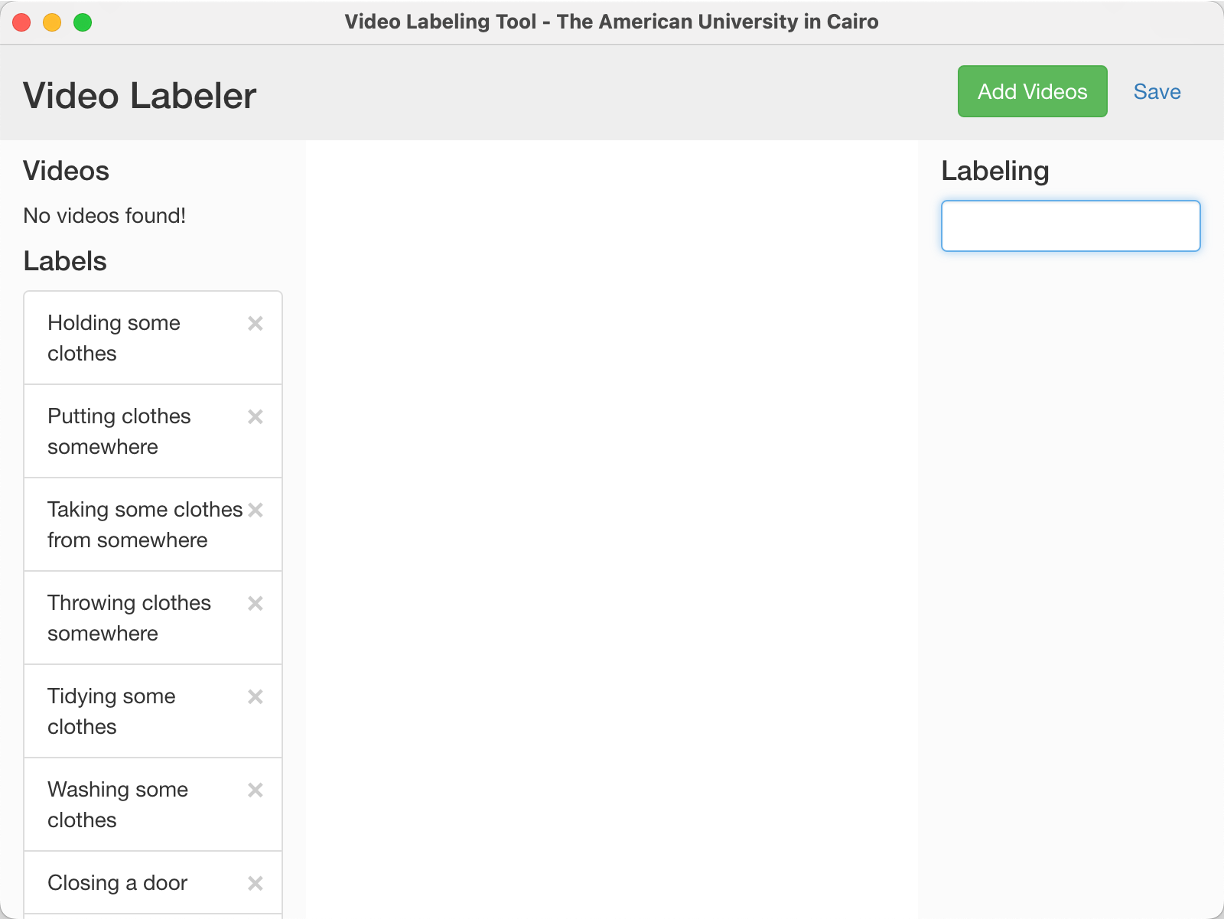 Video Labeling Tool - The American University in Cairo
Video Labeler
Add Videos
Save
Videos
No videos found!
Labels
Holding some
clothes
Putting clothes
somewhere
Taking some clothes
from somewhere
Throwing clothes
somewhere
Tidying some
clothes
Washing some
clothes
Closing a door
Labeling